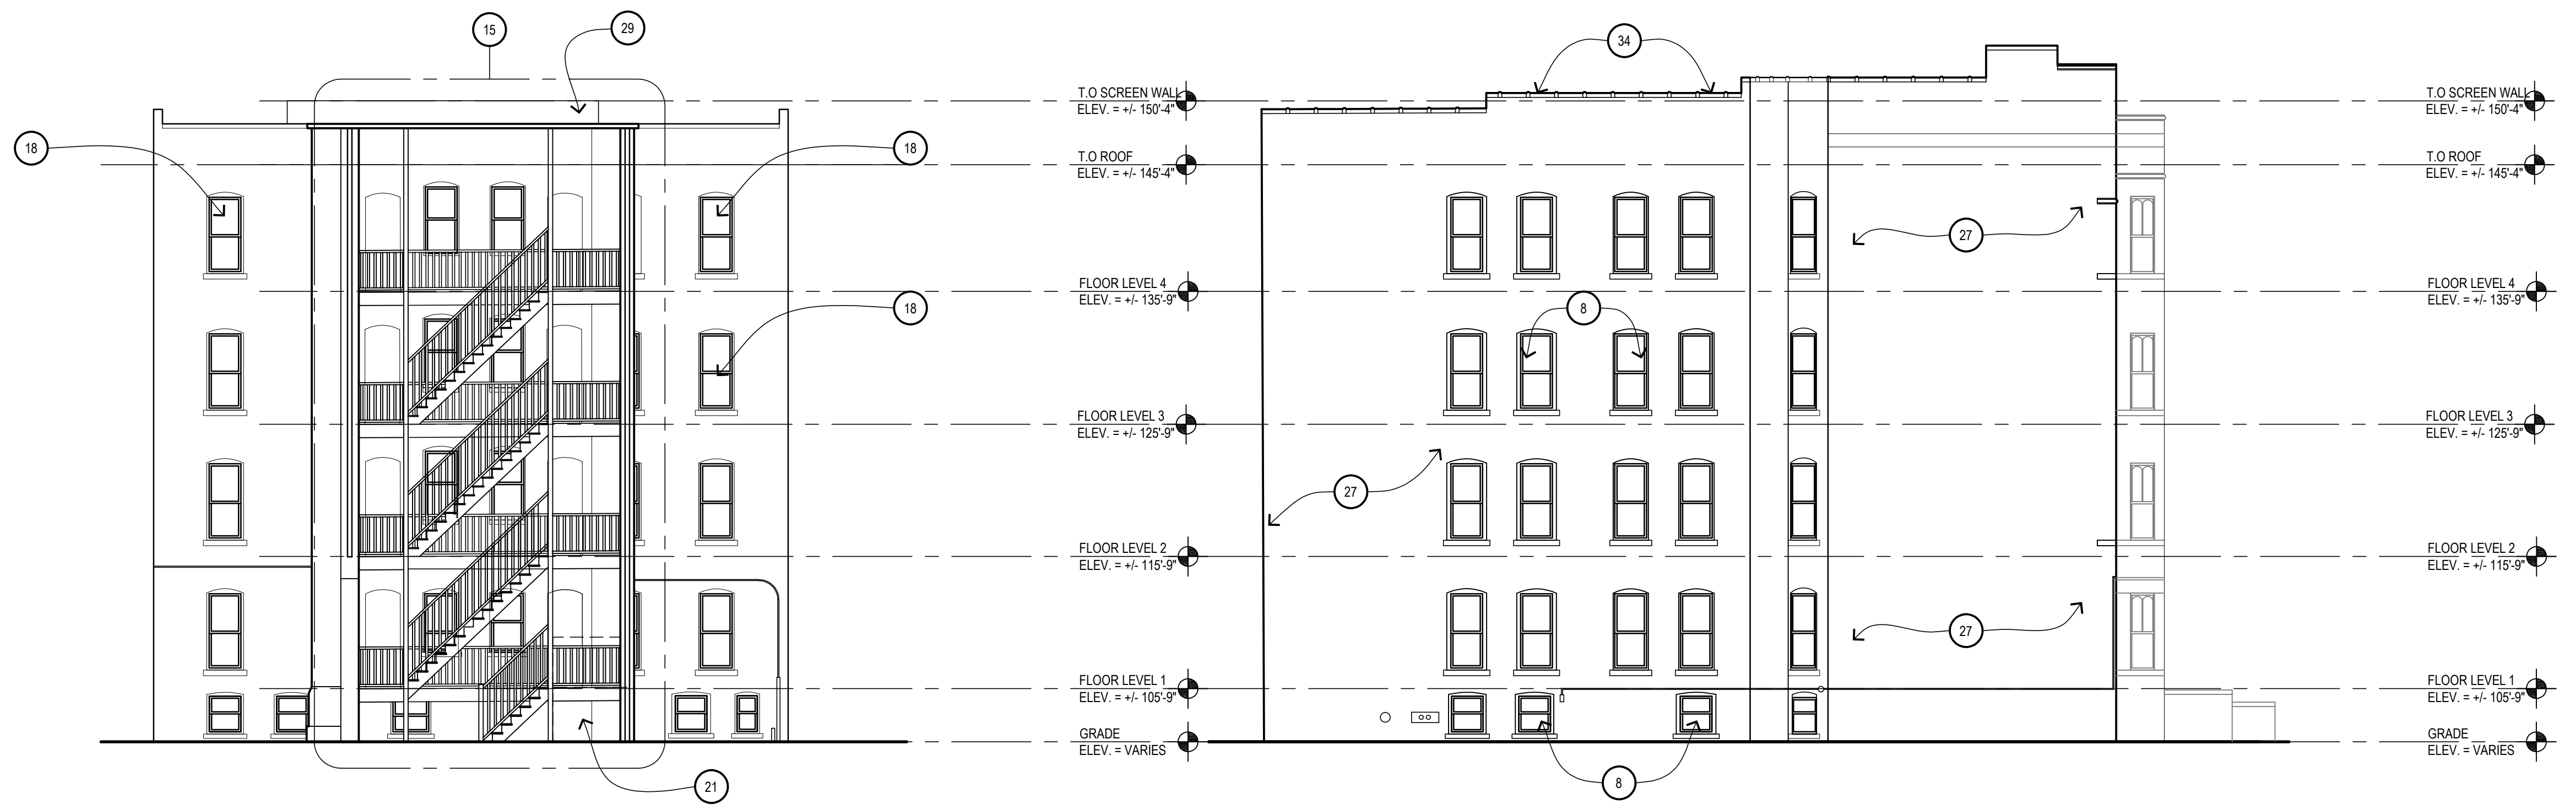 15
29
34
T.O SCREEN WALL
ELEV. = +/- 150'-4"
T.O SCREEN WALL
ELEV. = +/- 150'-4"
18
18
T.O ROOF
ELEV. = +/- 145'-4"
T.O ROOF
ELEV. = +/- 145'-4"
27
FLOOR LEVEL 4
ELEV. = +/- 135'-9"
FLOOR LEVEL 4
ELEV. = +/- 135'-9"
18
8
FLOOR LEVEL 3
ELEV. = +/- 125'-9"
FLOOR LEVEL 3
ELEV. = +/- 125'-9"
27
FLOOR LEVEL 2
ELEV. = +/- 115'-9"
FLOOR LEVEL 2
ELEV. = +/- 115'-9"
27
FLOOR LEVEL 1
ELEV. = +/- 105'-9"
FLOOR LEVEL 1
ELEV. = +/- 105'-9"
GRADE
ELEV. = VARIES
GRADE
ELEV. = VARIES
21
8